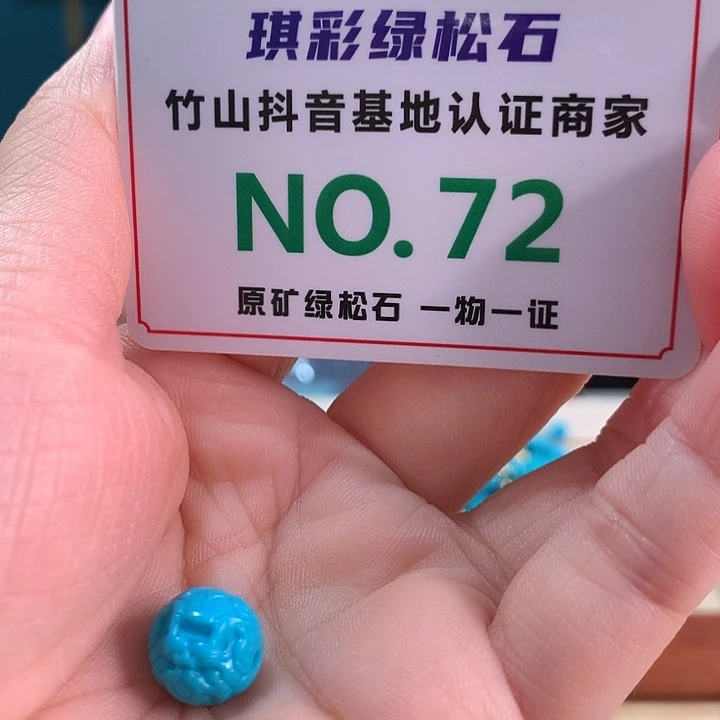 琪彩绿松石
竹山抖音基地认证商家
NO.72
原矿绿松石 一物一证